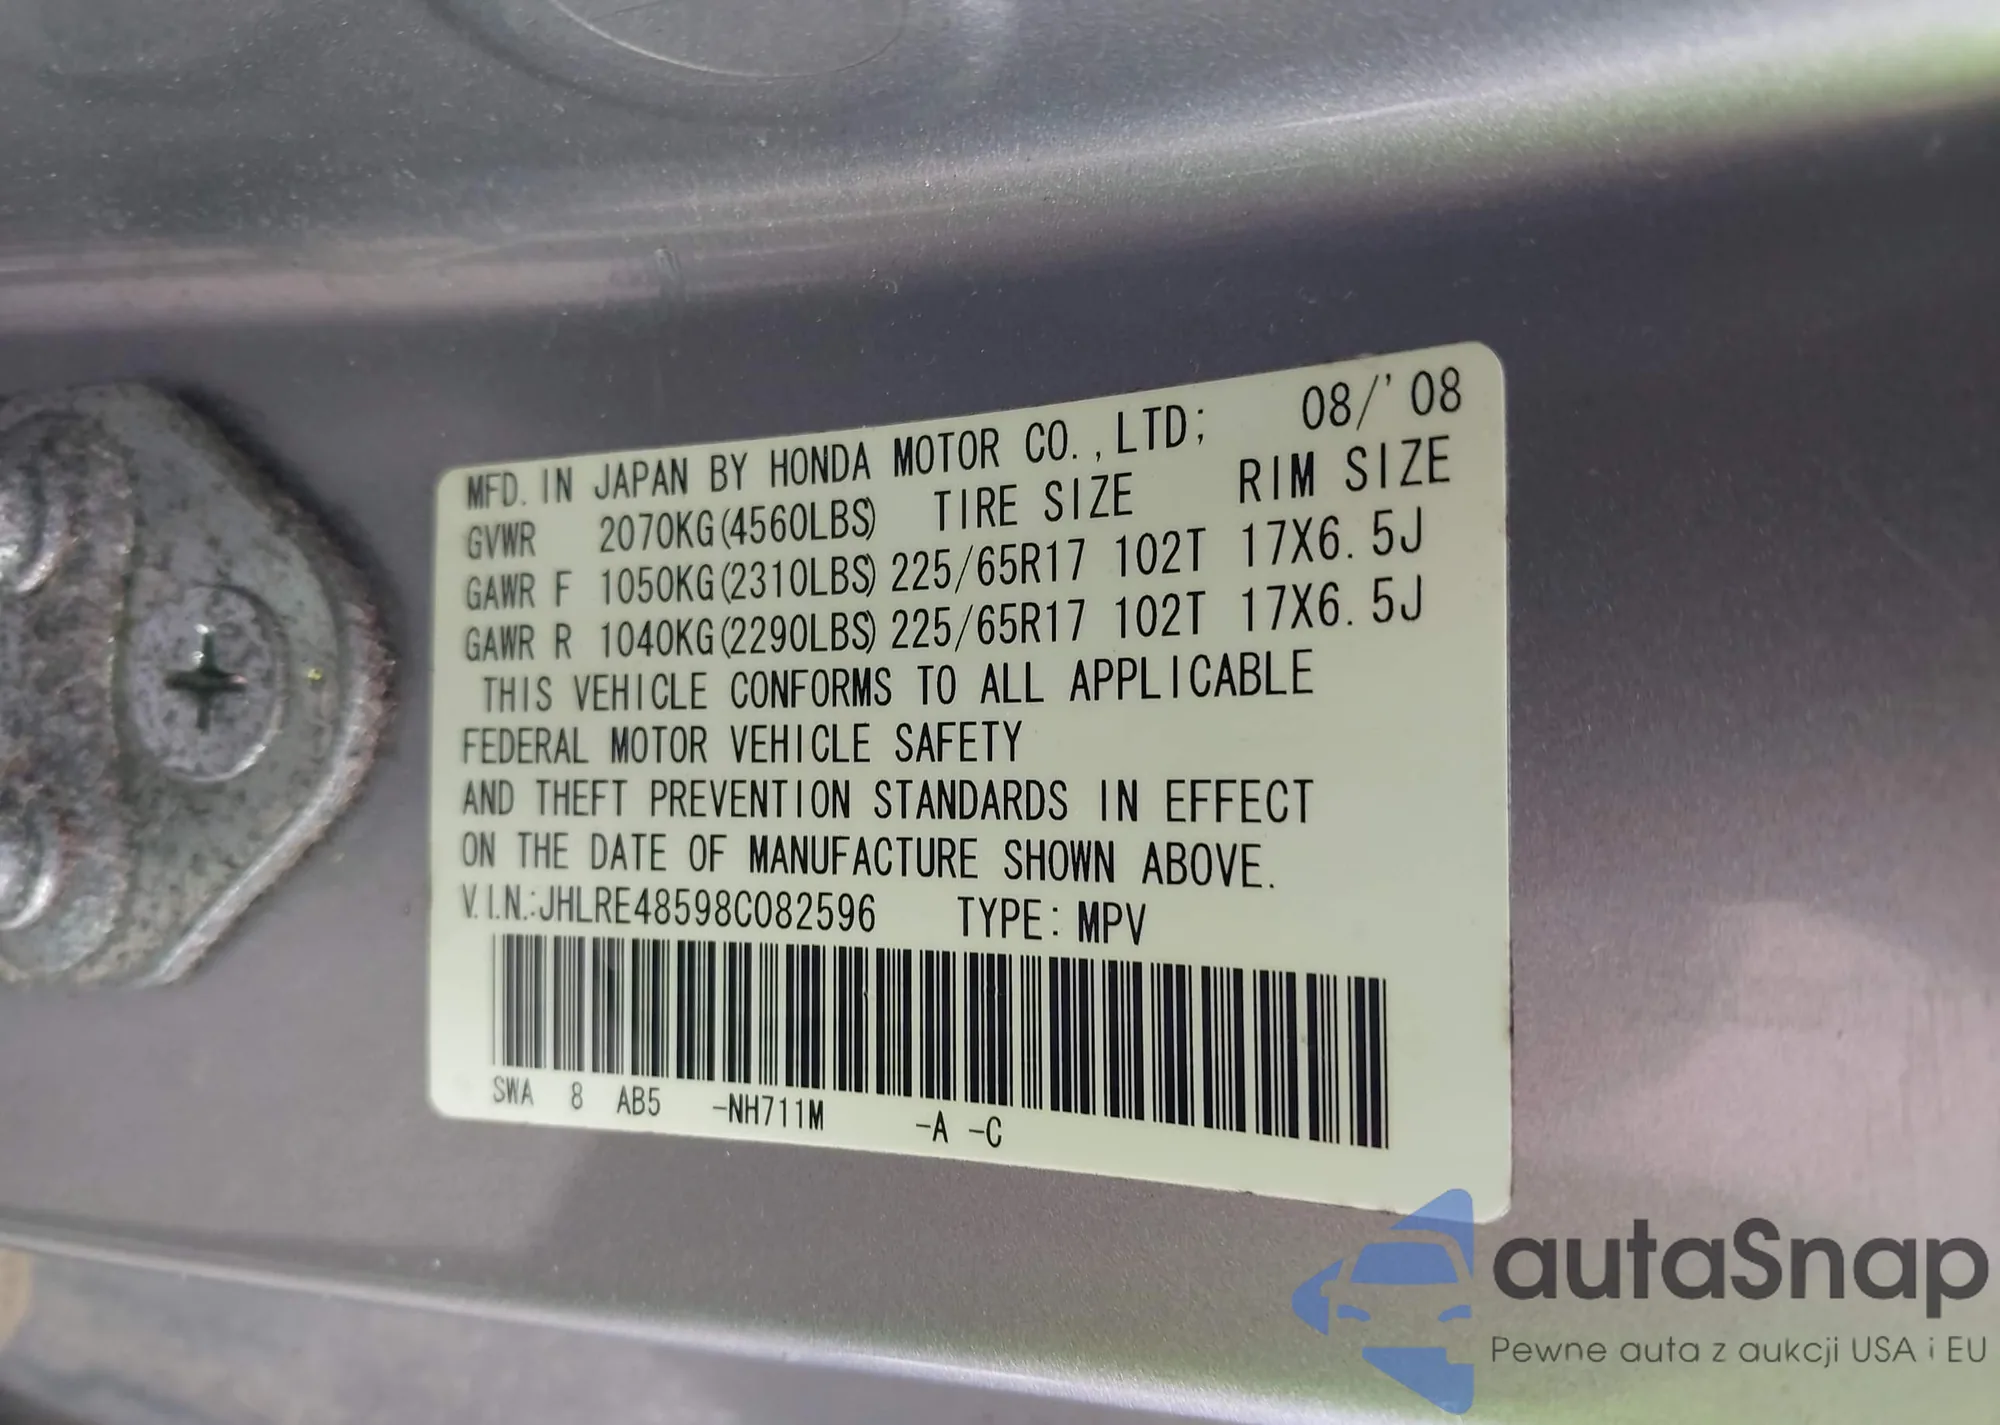 MFD. IN JAPAN BY HONDA MOTOR CO.,LTD; 08/'08
GVWR 2070KG(4560LBS) TIRE SIZE RIM SIZE
GAWR F 1050KG(2310LBS) 225/65R17 102T 17X6.5J
GAWR R 1040KG(2290LBS) 225/65R17 102T 17X6.5J
THIS VEHICLE CONFORMS TO ALL APPLICABLE
FEDERAL MOTOR VEHICLE SAFETY
AND THEFT PREVENTION STANDARDS IN EFFECT
ON THE DATE OF MANUFACTURE SHOWN ABOVE.
V.I.N.:JHLRE48598C082596 TYPE: MPV
SWA 8 AB5 -NH711M -A -C
autaSnap
Pewne auta z aukcji USA i EU